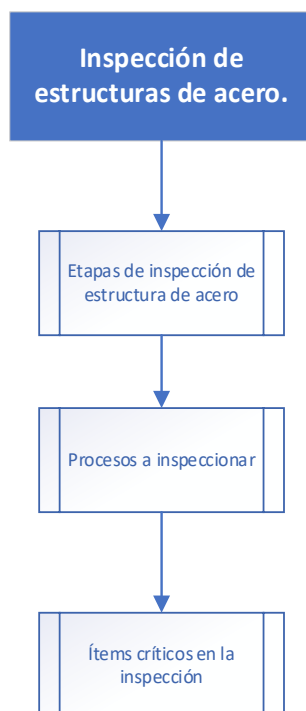 Inspección de
estructuras de acero.
Etapas de inspección de
estructura de acero
Procesos a inspeccionar
Ítems críticos en la
inspección